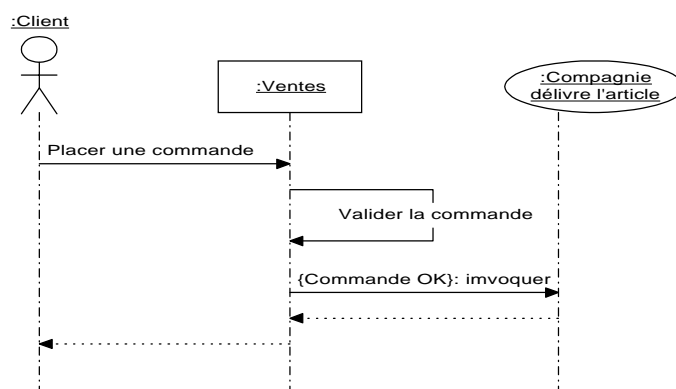 :Client
:Ventes
:Compagnie
délivre l'article
Placer une commande
Valider la commande
{Commande OK}: imvoquer